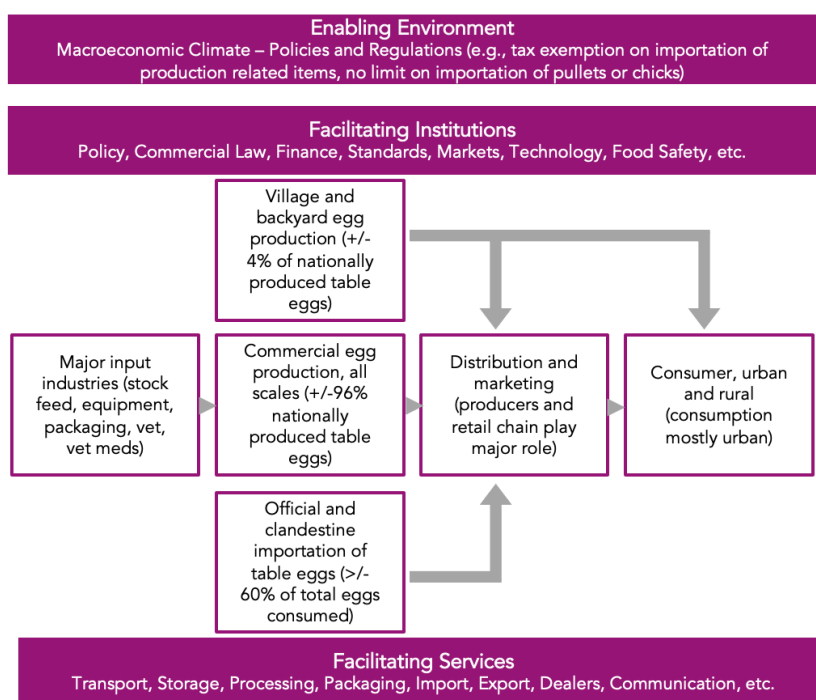 Enabling Environment
Macroeconomic Climate – Policies and Regulations (e.g., tax exemption on importation of
production related items, no limit on importation of pullets or chicks)
Facilitating Institutions
Policy, Commercial Law, Finance, Standards, Markets, Technology, Food Safety, etc.
Village and
backyard egg
production (+/-
4% of nationally
produced table
eggs)
Major input
industries (stock
feed, equipment,
packaging, vet,
vet meds)
Commercial egg
production, all
scales (+/-96%
nationally
produced table
eggs)
Distribution and
marketing
(producers and
retail chain play
major role)
Consumer, urban
and rural
(consumption
mostly urban)
Official and
clandestine
importation of
table eggs (>/-
60% of total eggs
consumed)
Facilitating Services
Transport, Storage, Processing, Packaging, Import, Export, Dealers, Communication, etc.